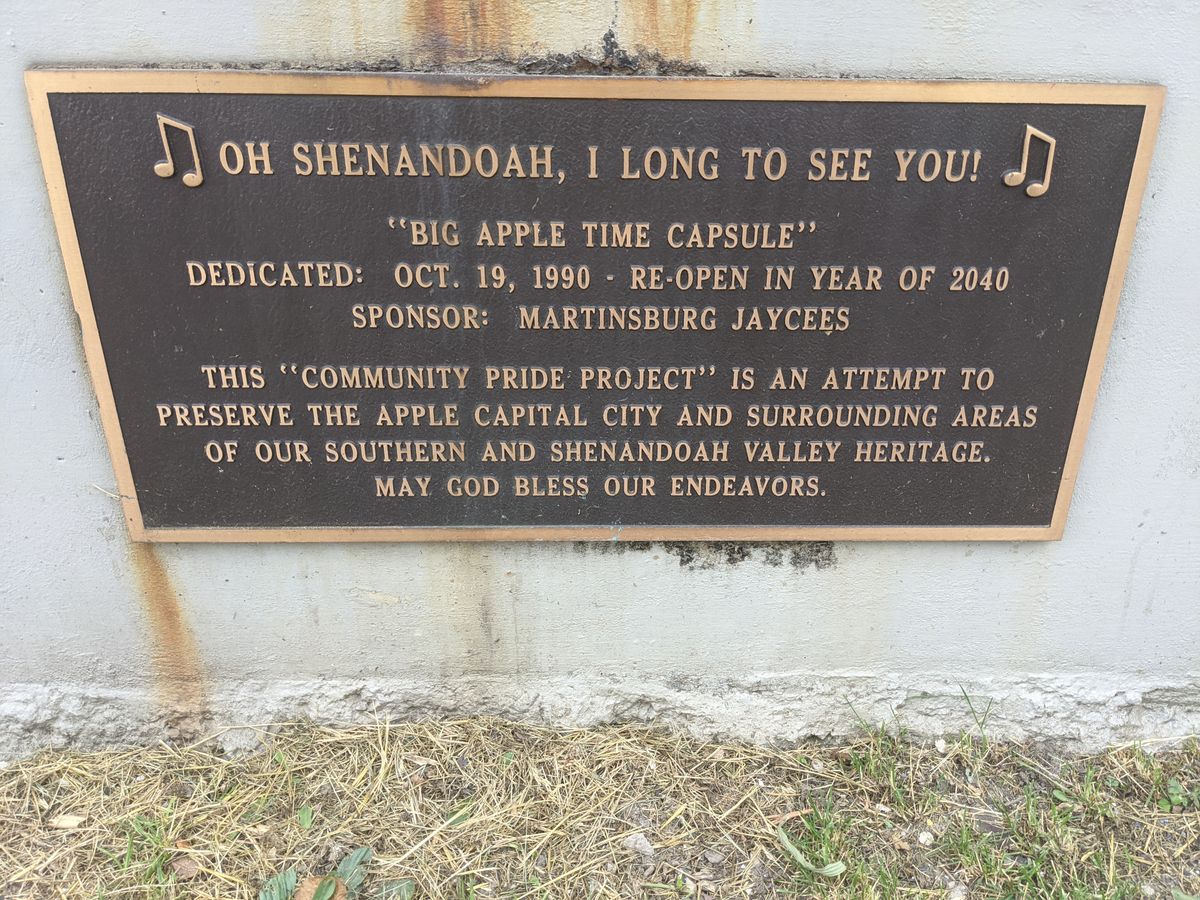 OH SHENANDOAH, I LONG TO SEE YOU!
"BIG APPLE TIME CAPSULE"
DEDICATED: OCT. 19, 1990 - RE-OPEN IN YEAR OF 2040
SPONSOR: MARTINSBURG JAYCEES
THIS "COMMUNITY PRIDE PROJECT" IS AN ATTEMPT TO
PRESERVE THE APPLE CAPITAL CITY AND SURROUNDING AREAS
OF OUR SOUTHERN AND SHENANDOAH VALLEY HERITAGE.
MAY GOD BLESS OUR ENDEAVORS.